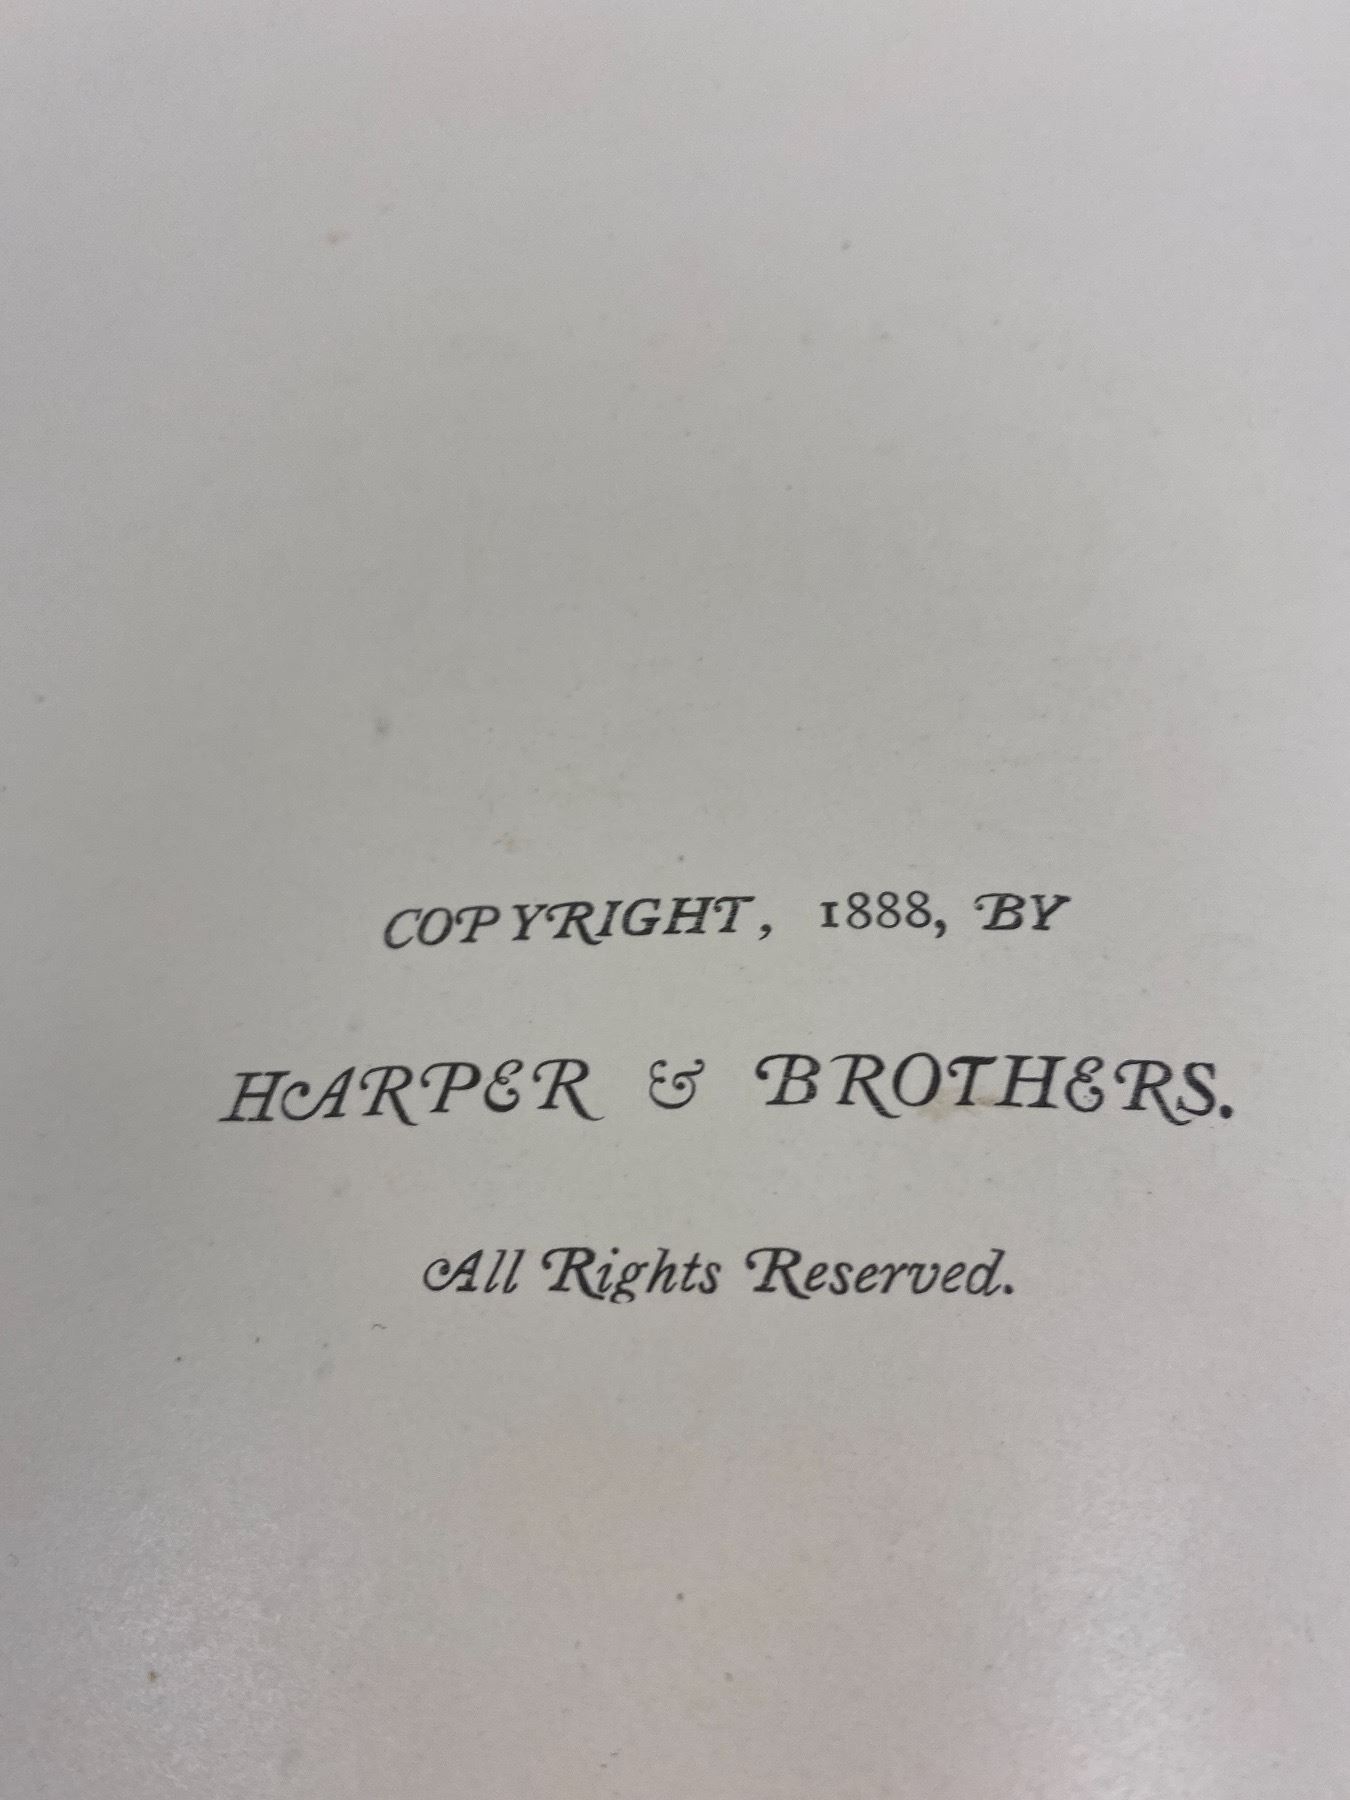 COPYRIGHT, 1888, BY
HARPER & BROTHERS.
All Rights Reserved.